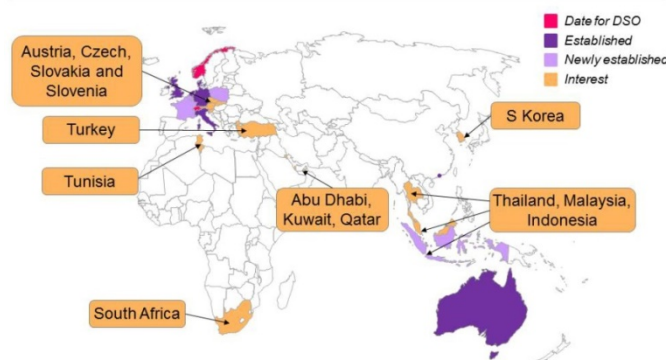 Date for DSO
Established
Newly established
Interest
Austria, Czech,
Slovakia and
Slovenia
Turkey
Tunisia
Abu Dhabi,
Kuwait, Qatar
S Korea
Thailand, Malaysia,
Indonesia
South Africa